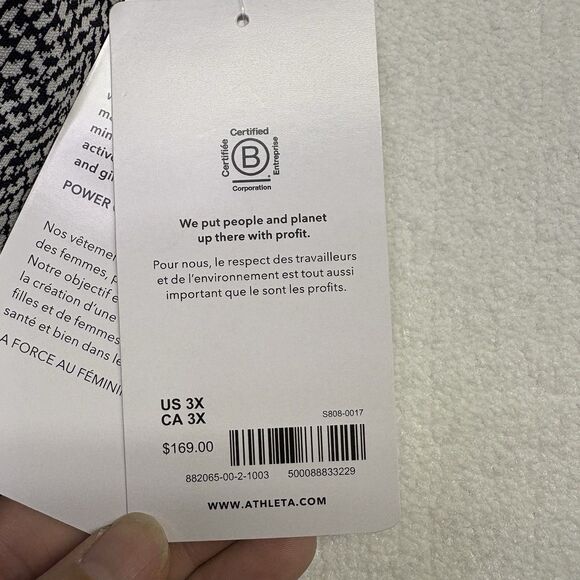 and gi
POWER
Nos vêtemen
des femmes, p
Notre objectif e
la création d'une
filles et de femmes
santé et bien dans le
A FORCE AU FÉMINI
Certified
Certifiée
B
Entreprise
Corporation
We put people and planet
up there with profit.
Pour nous, le respect des travailleurs
et de l'environnement est tout aussi
important que le sont les profits.
US 3X
CA 3X
$169.00
S808-0017
882065-00-2-1003 500088833229
WWW.ATHLETA.COM